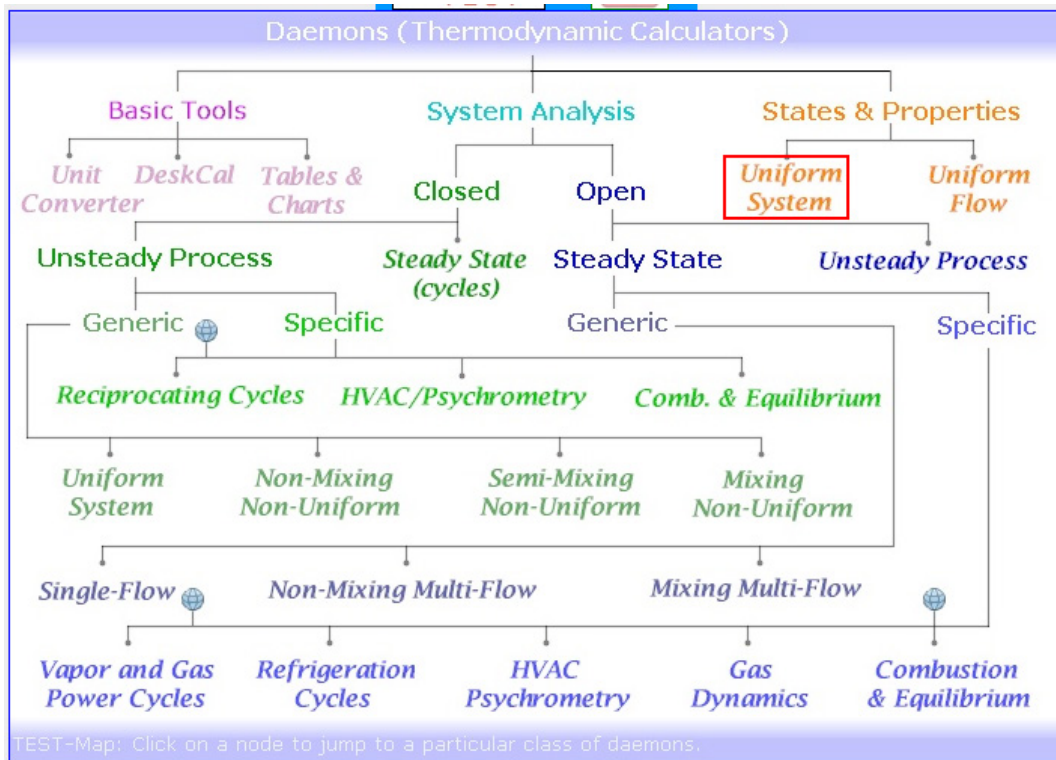 Daemons (Thermodynamic Calculators)
Basic Tools
System Analysis
States & Properties
Unit
Converter
DeskCal
Tables &
Charts
Closed
Open
Uniform
System
Uniform
Flow
Unsteady Process
Steady State
(cycles)
Steady State
Unsteady Process
Generic
Specific
Generic
Specific
Reciprocating Cycles
HVAC/Psychrometry
Comb. & Equilibrium
Uniform
System
Non-Mixing
Non-Uniform
Semi-Mixing
Non-Uniform
Mixing
Non-Uniform
Single-Flow
Non-Mixing Multi-Flow
Mixing Multi-Flow
Vapor and Gas
Power Cycles
Refrigeration
Cycles
HVAC
Psychrometry
Gas
Dynamics
Combustion
& Equilibrium
TEST-Map: Click on a node to jump to a particular class of daemons.